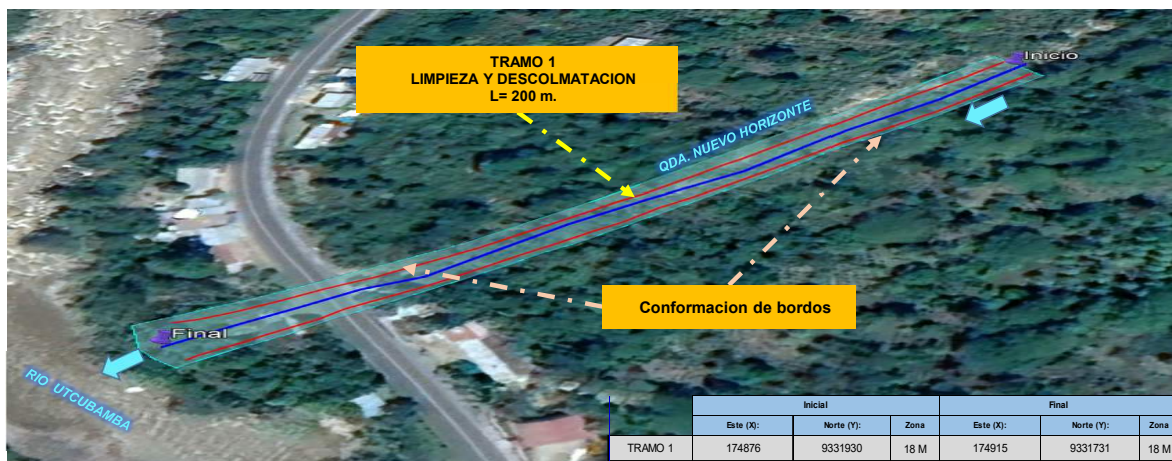 TRAMO 1
LIMPIEZA Y DESCOLMATACION
L= 200 m.
Inicio
QDA. NUEVO HORIZONTE
Conformacion de bordos
Final
RIO UTCUBAMBA
Inicial Final
Este (X): Norte (Y): Zona Este (X): Norte (Y): Zona
TRAMO 1 174876 9331930 18 M 174915 9331731 18 M